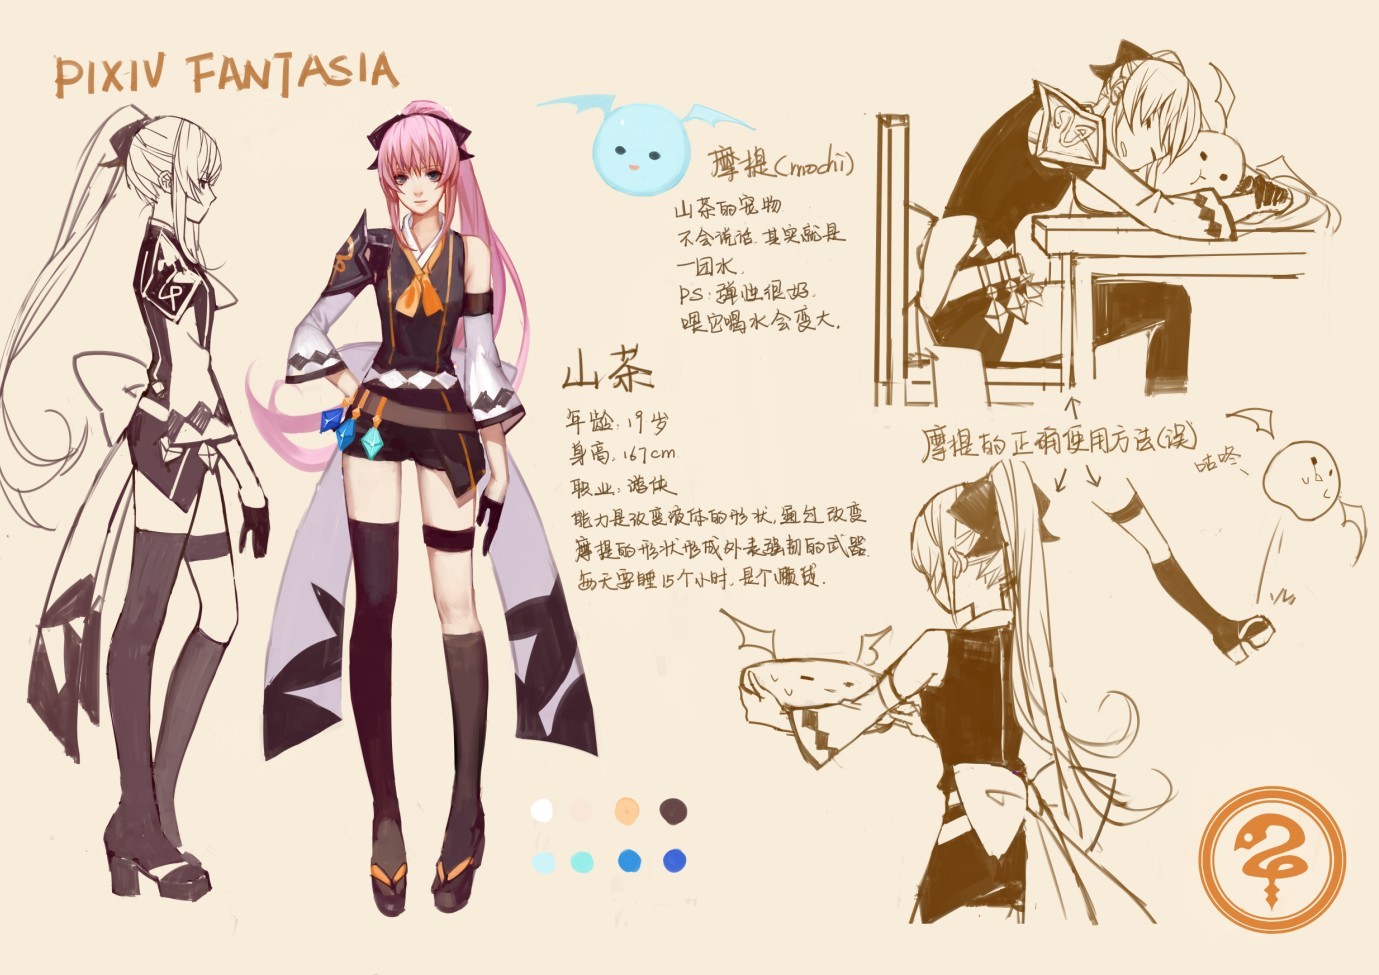 PIXIV FANTASIA
摩提(mochi)
山茶的宠物
不会说话.其实就是
一团水.
PS:弹性很好.
喂它喝水会变大.
山茶
年龄:19岁
身高:167cm
职业:游侠
能力是改变液体的形状.通过改变
摩提的形状形成外表强韧的武器.
每天要睡15个小时.是个脑残.
摩提的正确使用方法(误)
咕咚